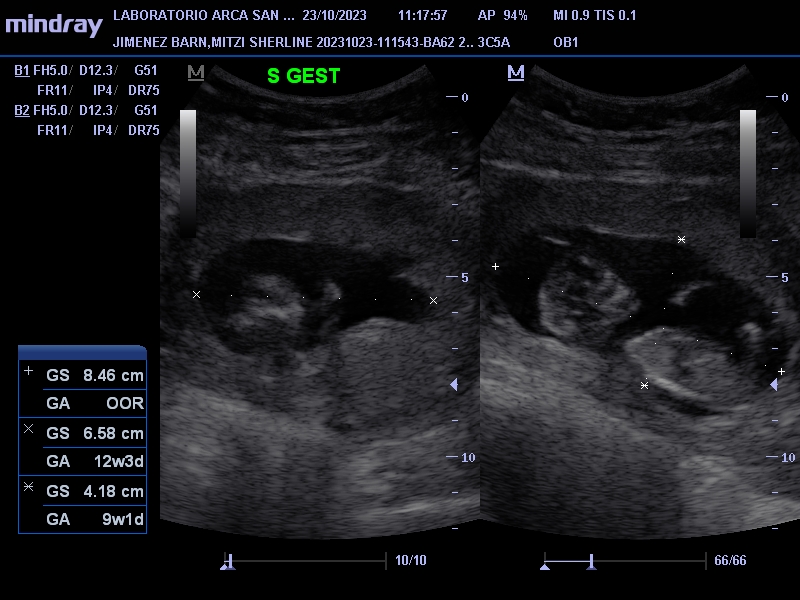 mindray
LABORATORIO ARCA SAN ... 23/10/2023 11:17:57 AP 94% MI 0.9 TIS 0.1
JIMENEZ BARN,MITZI SHERLINE 20231023-111543-BA62 2.. 3C5A OB1
B1 FH5.0/ D12.3/ G51
FR11/ IP4/ DR75
B2 FH5.0/ D12.3/ G51
FR11/ IP4/ DR75
M
S GEST
M
0
0
5
5
10
10
+ GS 8.46 cm
GA OOR
× GS 6.58 cm
GA 12w3d
GS 4.18 cm
GA 9w1d
10/10
66/66